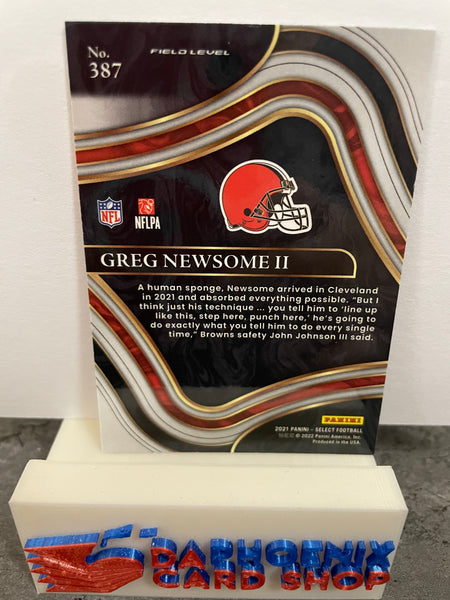 No.
387
FIELD LEVEL
NFL
NFLPA
GREG NEWSOME II
A human sponge, Newsome arrived in Cleveland
in 2021 and absorbed everything possible. “But I
think just his technique ... you tell him to ‘line up
like this, step here, punch here,’ he’s going to
do exactly what you tell him to do every single
time,” Browns safety John Johnson III said.
PANINI
2021 PANINI – SELECT FOOTBALL
© 2022 Panini America, Inc.
Produced in the USA.
DAPHOENIX
CARD SHOP